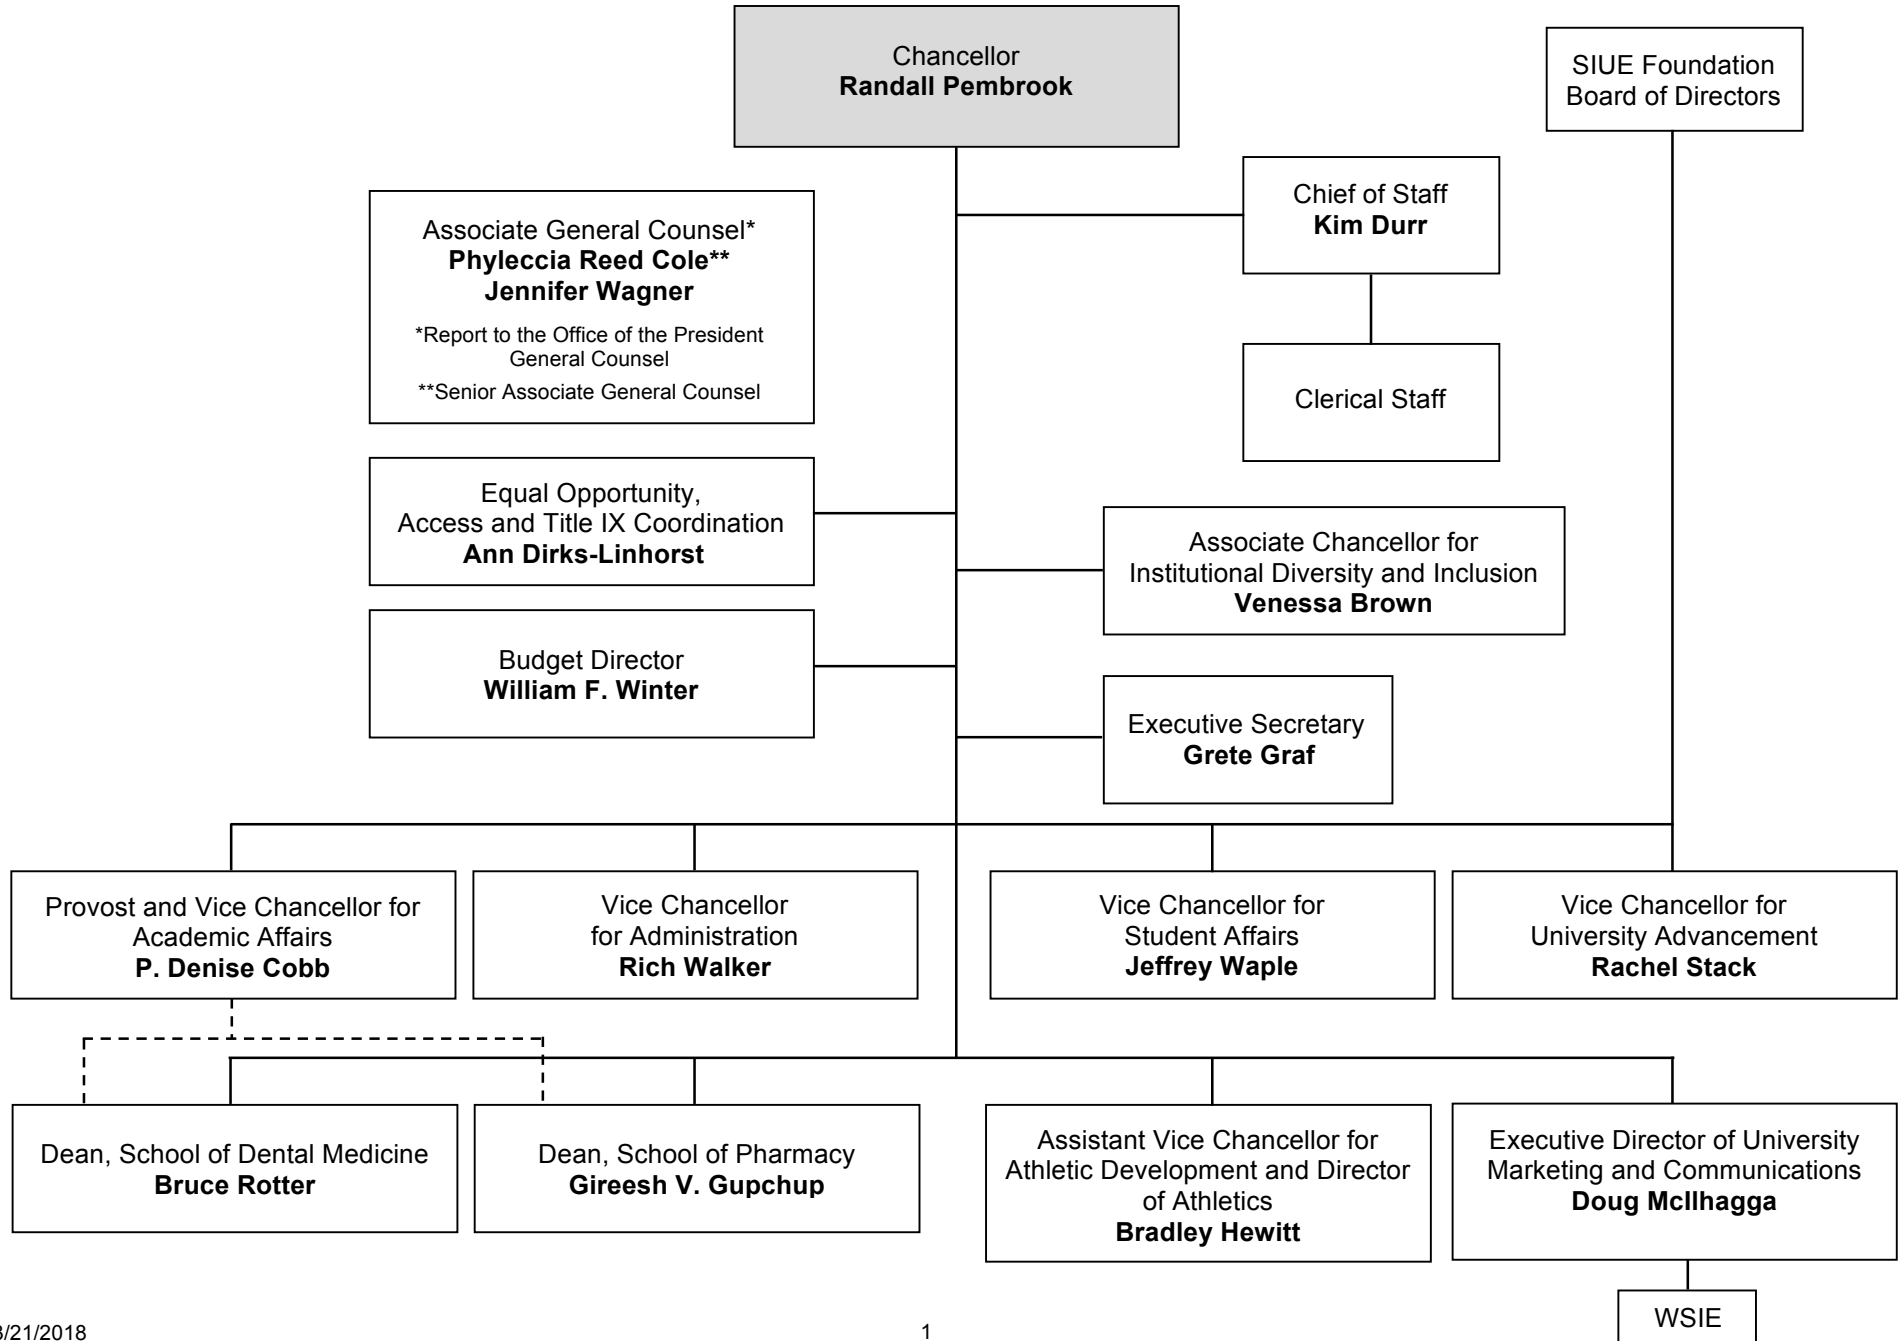 Chancellor
Randall Pembrook
SIUE Foundation
Board of Directors
Chief of Staff
Kim Durr
Associate General Counsel*
Phyleccia Reed Cole**
Jennifer Wagner
*Report to the Office of the President
General Counsel
**Senior Associate General Counsel
Clerical Staff
Equal Opportunity,
Access and Title IX Coordination
Ann Dirks-Linhorst
Associate Chancellor for
Institutional Diversity and Inclusion
Venessa Brown
Budget Director
William F. Winter
Executive Secretary
Grete Graf
Provost and Vice Chancellor for
Academic Affairs
P. Denise Cobb
Vice Chancellor
for Administration
Rich Walker
Vice Chancellor for
Student Affairs
Jeffrey Waple
Vice Chancellor for
University Advancement
Rachel Stack
Dean, School of Dental Medicine
Bruce Rotter
Dean, School of Pharmacy
Gireesh V. Gupchup
Assistant Vice Chancellor for
Athletic Development and Director
of Athletics
Bradley Hewitt
Executive Director of University
Marketing and Communications
Doug McIlhagga
WSIE
3/21/2018
1